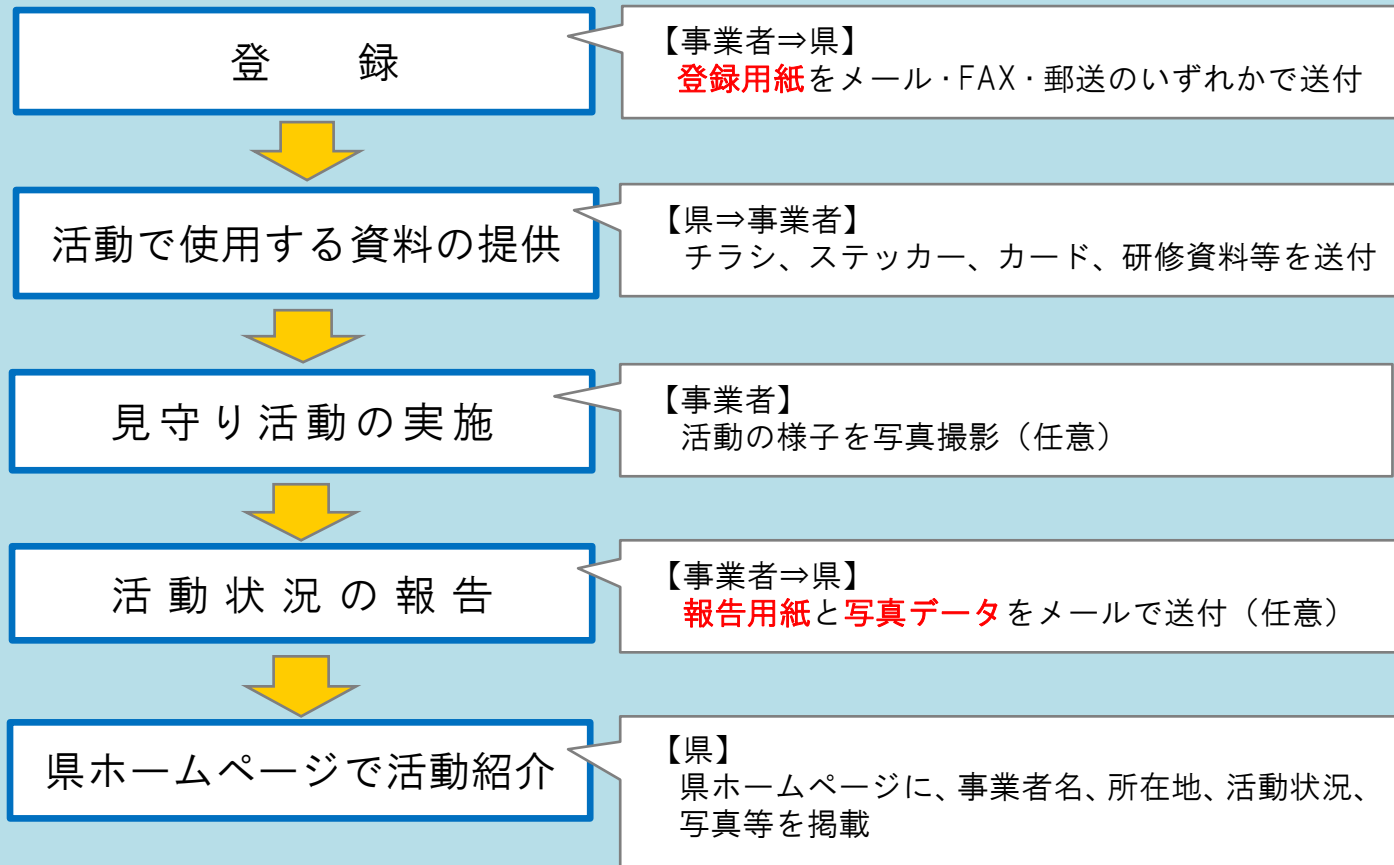 登　録
【事業者⇒県】
登録用紙をメール・FAX・郵送のいずれかで送付
活動で使用する資料の提供
【県⇒事業者】
チラシ、ステッカー、カード、研修資料等を送付
見守り活動の実施
【事業者】
活動の様子を写真撮影（任意）
活動状況の報告
【事業者⇒県】
報告用紙と写真データをメールで送付（任意）
県ホームページで活動紹介
【県】
県ホームページに、事業者名、所在地、活動状況、
写真等を掲載